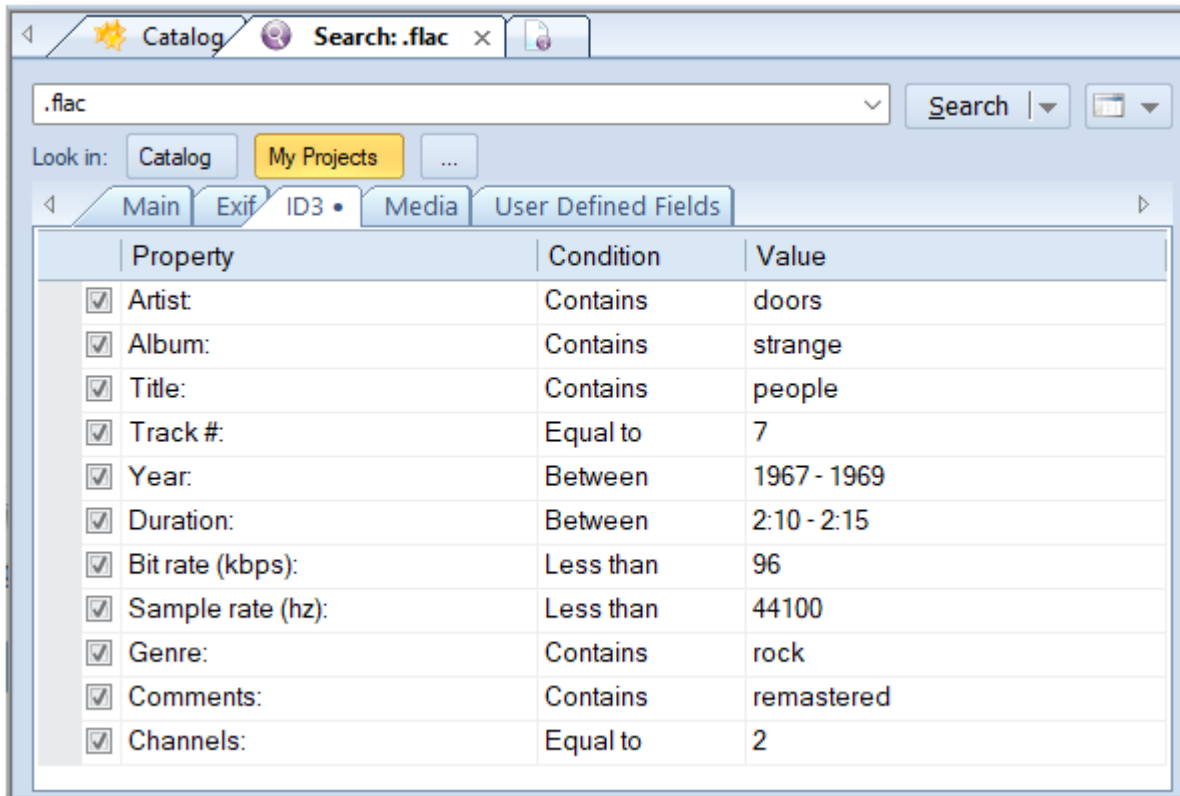 Catalog Search: .flac
.flac Search
Look in: Catalog My Projects ...
Main Exif ID3 • Media User Defined Fields
Property Condition Value
Artist: Contains doors
Album: Contains strange
Title: Contains people
Track #: Equal to 7
Year: Between 1967 - 1969
Duration: Between 2:10 - 2:15
Bit rate (kbps): Less than 96
Sample rate (hz): Less than 44100
Genre: Contains rock
Comments: Contains remastered
Channels: Equal to 2